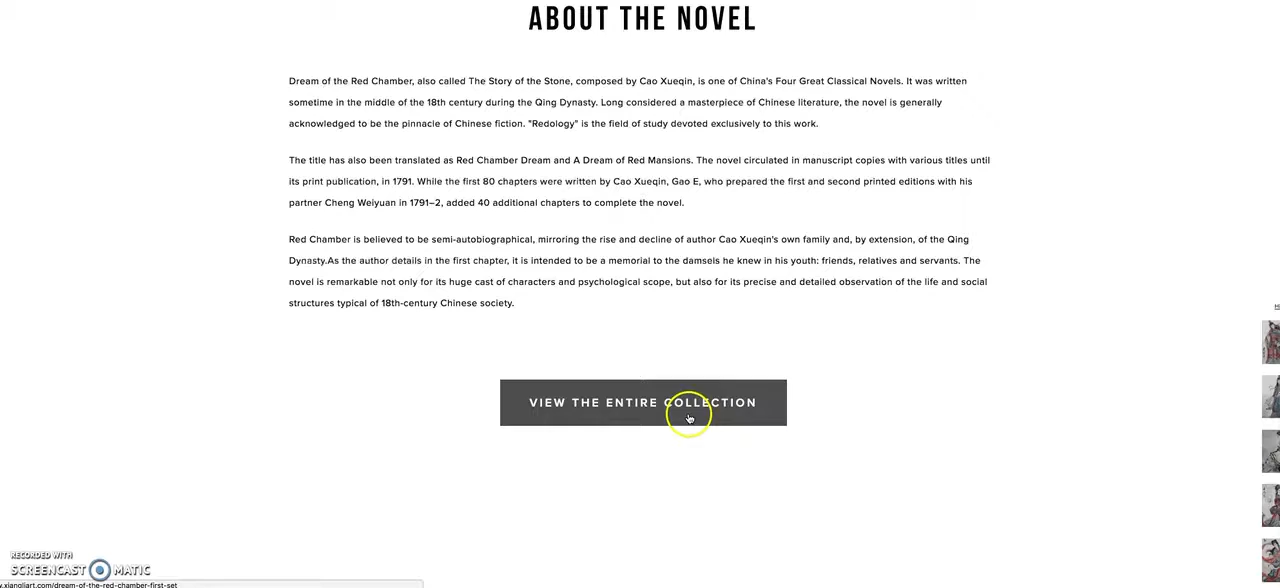 ABOUT THE NOVEL
Dream of the Red Chamber, also called The Story of the Stone, composed by Cao Xueqin, is one of China's Four Great Classical Novels. It was written
sometime in the middle of the 18th century during the Qing Dynasty. Long considered a masterpiece of Chinese literature, the novel is generally
acknowledged to be the pinnacle of Chinese fiction. "Redology" is the field of study devoted exclusively to this work.
The title has also been translated as Red Chamber Dream and A Dream of Red Mansions. The novel circulated in manuscript copies with various titles until
its print publication, in 1791. While the first 80 chapters were written by Cao Xueqin, Gao E, who prepared the first and second printed editions with his
partner Cheng Weiyuan in 1791–2, added 40 additional chapters to complete the novel.
Red Chamber is believed to be semi-autobiographical, mirroring the rise and decline of author Cao Xueqin's own family and, by extension, of the Qing
Dynasty.As the author details in the first chapter, it is intended to be a memorial to the damsels he knew in his youth: friends, relatives and servants. The
novel is remarkable not only for its huge cast of characters and psychological scope, but also for its precise and detailed observation of the life and social
structures typical of 18th-century Chinese society.
VIEW THE ENTIRE COLLECTION
RECORDED WITH
SCREENCAST MATIC
.xiangliart.com/dream-of-the-red-chamber-first-set